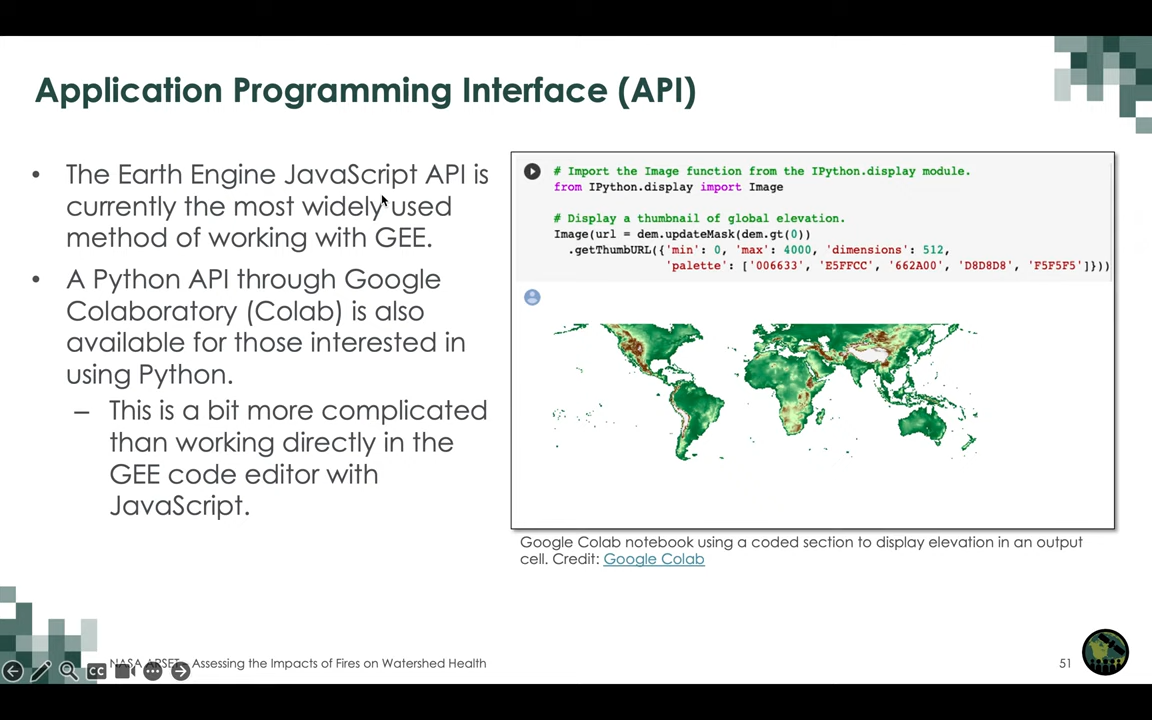 Application Programming Interface (API)
• The Earth Engine JavaScript API is
currently the most widely used
method of working with GEE.
• A Python API through Google
Colaboratory (Colab) is also
available for those interested in
using Python.
– This is a bit more complicated
than working directly in the
GEE code editor with
JavaScript.
# Import the Image function from the IPython.display module.
from IPython.display import Image
# Display a thumbnail of global elevation.
Image(url = dem.updateMask(dem.gt(0))
.getThumbURL({'min': 0, 'max': 4000, 'dimensions': 512,
'palette': ['006633', 'E5FFCC', '662A00', 'D8D8D8', 'F5F5F5']}))
Google Colab notebook using a coded section to display elevation in an output
cell. Credit: Google Colab
CC
NASA ARSET – Assessing the Impacts of Fires on Watershed Health
51